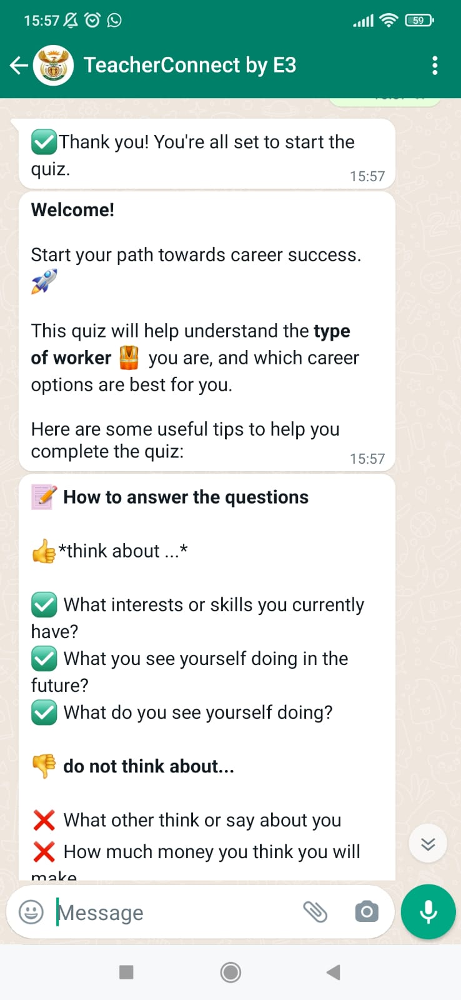 15:57
59
TeacherConnect by E3
Thank you! You're all set to start the
quiz.
15:57
Welcome!
Start your path towards career success.
This quiz will help understand the type
of worker you are, and which career
options are best for you.
Here are some useful tips to help you
complete the quiz:
15:57
How to answer the questions
*think about ...*
What interests or skills you currently
have?
What you see yourself doing in the
future?
What do you see yourself doing?
do not think about...
What other think or say about you
How much money you think you will
make
Message